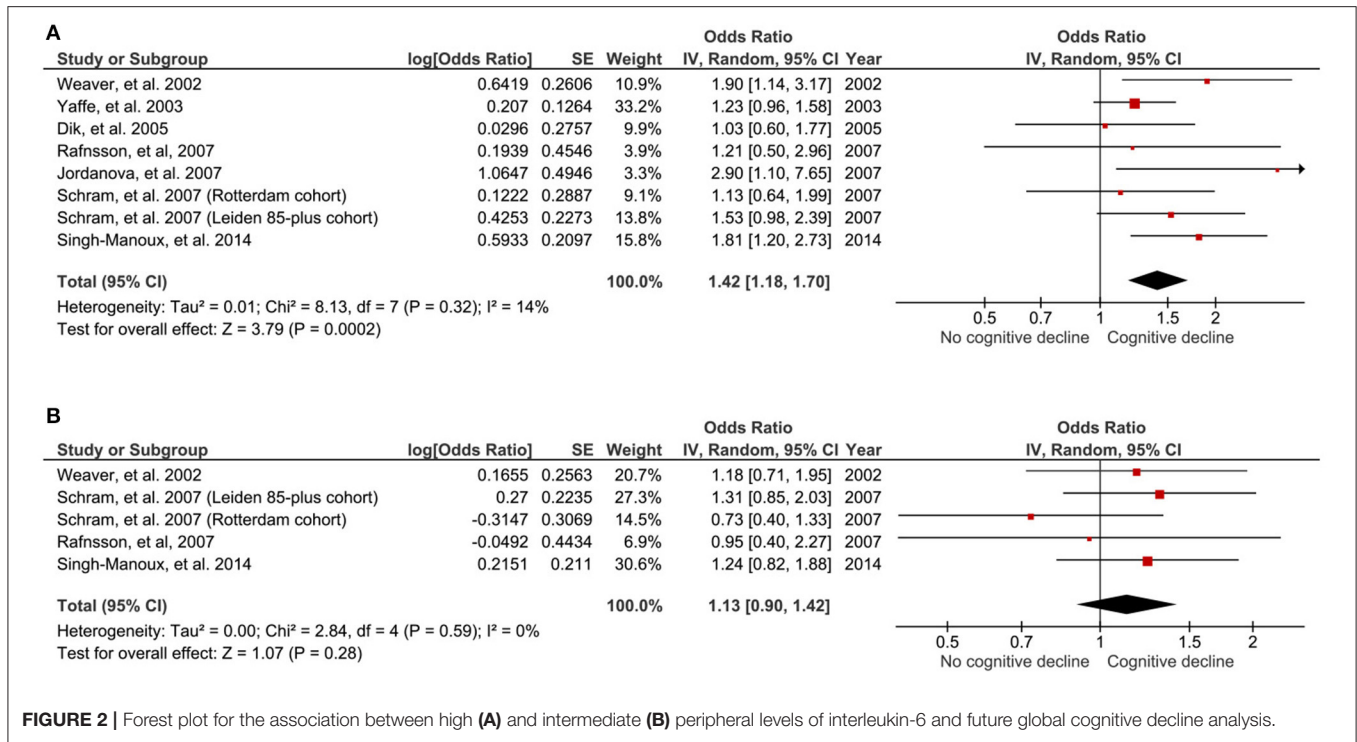 A
Odds Ratio Odds Ratio
Study or Subgroup log[Odds Ratio] SE Weight IV, Random, 95% CI Year IV, Random, 95% CI
Weaver, et al. 2002 0.6419 0.2606 10.9% 1.90 [1.14, 3.17] 2002
Yaffe, et al. 2003 0.207 0.1264 33.2% 1.23 [0.96, 1.58] 2003
Dik, et al. 2005 0.0296 0.2757 9.9% 1.03 [0.60, 1.77] 2005
Rafnsson, et al, 2007 0.1939 0.4546 3.9% 1.21 [0.50, 2.96] 2007
Jordanova, et al. 2007 1.0647 0.4946 3.3% 2.90 [1.10, 7.65] 2007
Schram, et al. 2007 (Rotterdam cohort) 0.1222 0.2887 9.1% 1.13 [0.64, 1.99] 2007
Schram, et al. 2007 (Leiden 85-plus cohort) 0.4253 0.2273 13.8% 1.53 [0.98, 2.39] 2007
Singh-Manoux, et al. 2014 0.5933 0.2097 15.8% 1.81 [1.20, 2.73] 2014
Total (95% CI) 100.0% 1.42 [1.18, 1.70]
Heterogeneity: Tau² = 0.01; Chi² = 8.13, df = 7 (P = 0.32); I² = 14%
Test for overall effect: Z = 3.79 (P = 0.0002)
0.5 0.7 1 1.5 2
No cognitive decline Cognitive decline
B
Odds Ratio Odds Ratio
Study or Subgroup log[Odds Ratio] SE Weight IV, Random, 95% CI Year IV, Random, 95% CI
Weaver, et al. 2002 0.1655 0.2563 20.7% 1.18 [0.71, 1.95] 2002
Schram, et al. 2007 (Leiden 85-plus cohort) 0.27 0.2235 27.3% 1.31 [0.85, 2.03] 2007
Schram, et al. 2007 (Rotterdam cohort) -0.3147 0.3069 14.5% 0.73 [0.40, 1.33] 2007
Rafnsson, et al, 2007 -0.0492 0.4434 6.9% 0.95 [0.40, 2.27] 2007
Singh-Manoux, et al. 2014 0.2151 0.211 30.6% 1.24 [0.82, 1.88] 2014
Total (95% CI) 100.0% 1.13 [0.90, 1.42]
Heterogeneity: Tau² = 0.00; Chi² = 2.84, df = 4 (P = 0.59); I² = 0%
Test for overall effect: Z = 1.07 (P = 0.28)
0.5 0.7 1 1.5 2
No cognitive decline Cognitive decline
FIGURE 2 | Forest plot for the association between high (A) and intermediate (B) peripheral levels of interleukin-6 and future global cognitive decline analysis.